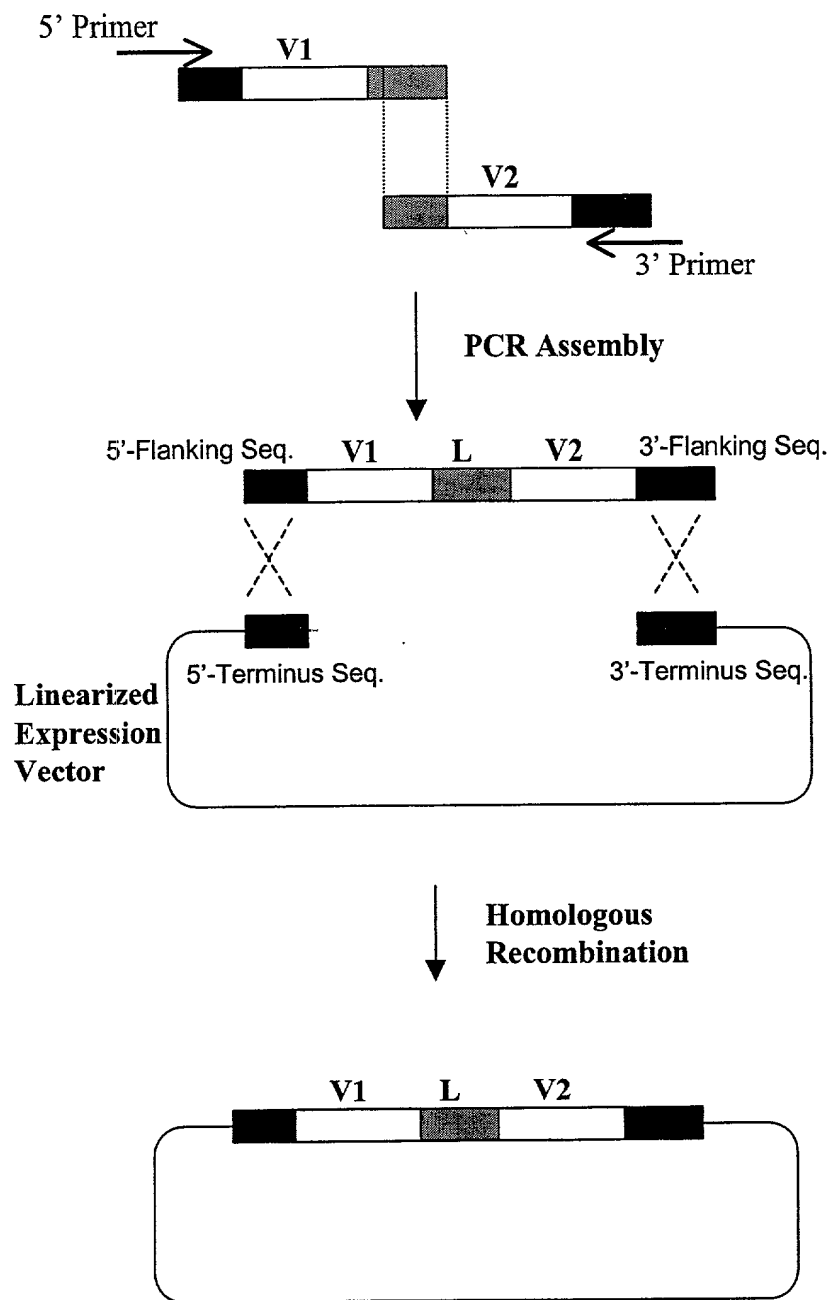 5' Primer
V1
V2
3' Primer
PCR Assembly
5'-Flanking Seq.
V1
L
V2
3'-Flanking Seq.
5'-Terminus Seq.
3'-Terminus Seq.
Linearized
Expression
Vector
Homologous
Recombination
V1
L
V2